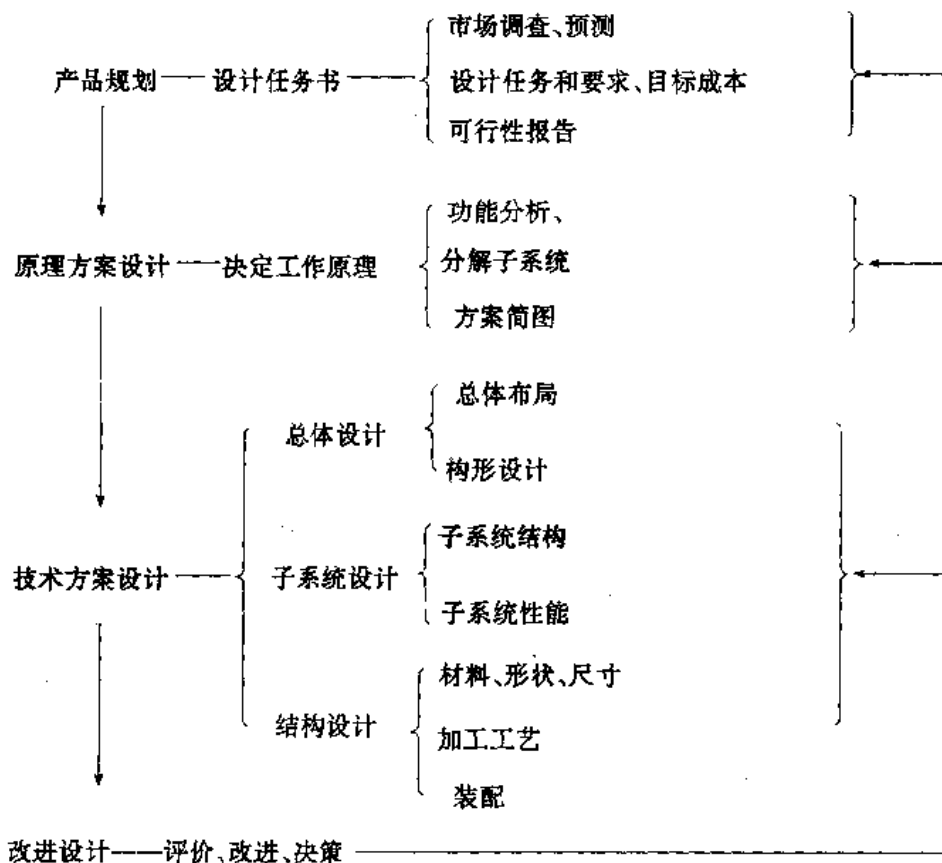 市场调查、预测
产品规划 设计任务书 设计任务和要求、目标成本
可行性报告
功能分析、
原理方案设计 决定工作原理 分解子系统
方案简图
总体布局
总体设计
构形设计
子系统结构
技术方案设计 子系统设计
子系统性能
材料、形状、尺寸
结构设计 加工工艺
装配
改进设计——评价、改进、决策